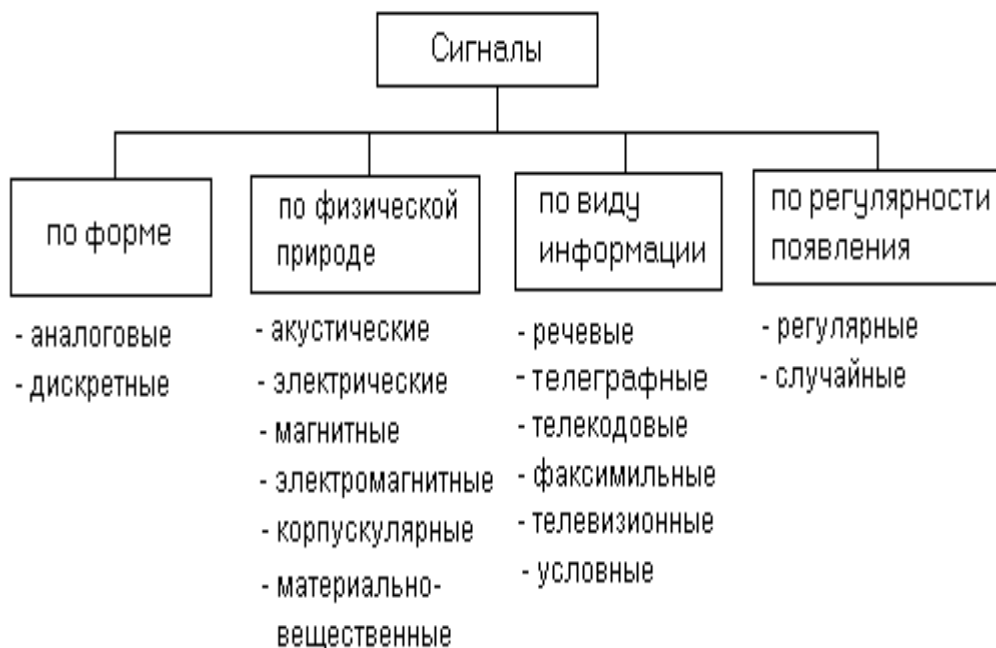 Сигналы
по форме
- аналоговые
- дискретные
по физической
природе
- акустические
- электрические
- магнитные
- электромагнитные
- корпускулярные
- материально-
вещественные
по виду
информации
- речевые
- телеграфные
- телекодовые
- факсимильные
- телевизионные
- условные
по регулярности
появления
- регулярные
- случайные